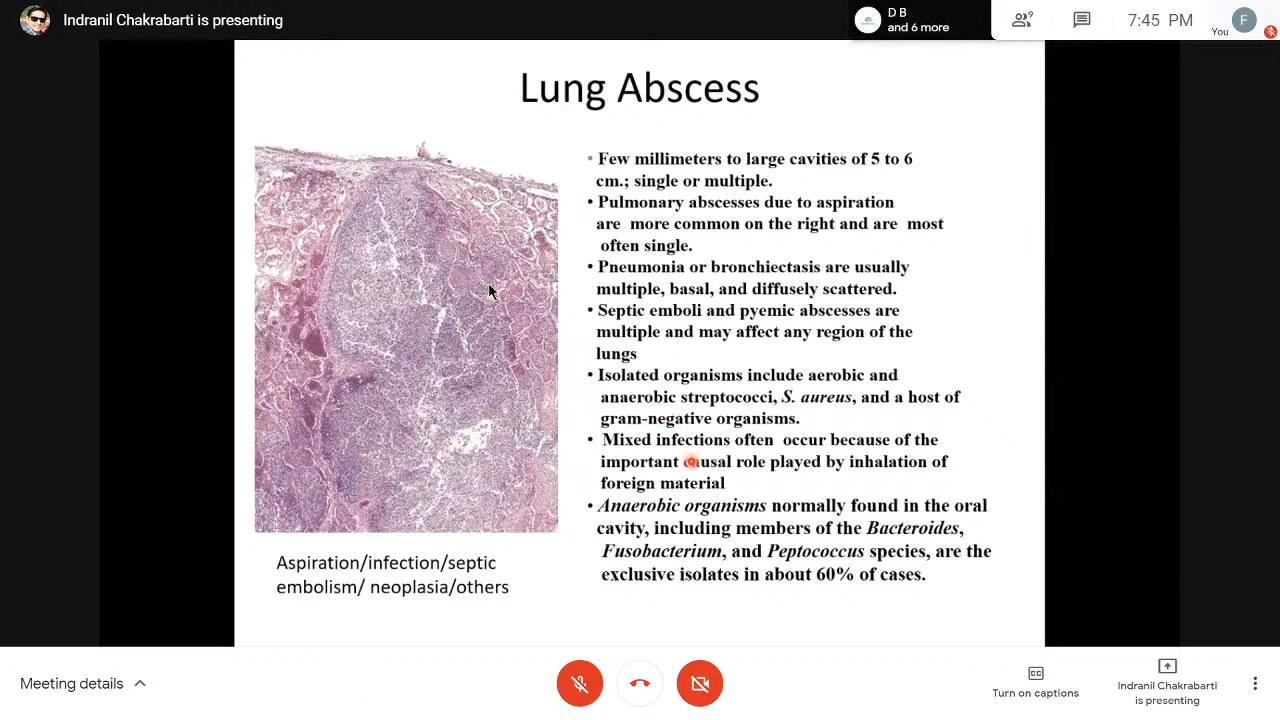 Indranil Chakrabarti is presenting
D B
and 6 more
9
7:45 PM
You
F
Lung Abscess
• Few millimeters to large cavities of 5 to 6
cm.; single or multiple.
• Pulmonary abscesses due to aspiration
are more common on the right and are most
often single.
• Pneumonia or bronchiectasis are usually
multiple, basal, and diffusely scattered.
• Septic emboli and pyemic abscesses are
multiple and may affect any region of the
lungs
• Isolated organisms include aerobic and
anaerobic streptococci, S. aureus, and a host of
gram-negative organisms.
• Mixed infections often occur because of the
important causal role played by inhalation of
foreign material
• Anaerobic organisms normally found in the oral
cavity, including members of the Bacteroides,
Fusobacterium, and Peptococcus species, are the
exclusive isolates in about 60% of cases.
Aspiration/infection/septic
embolism/ neoplasia/others
Meeting details
CC
Turn on captions
Indranil Chakrabarti
is presenting